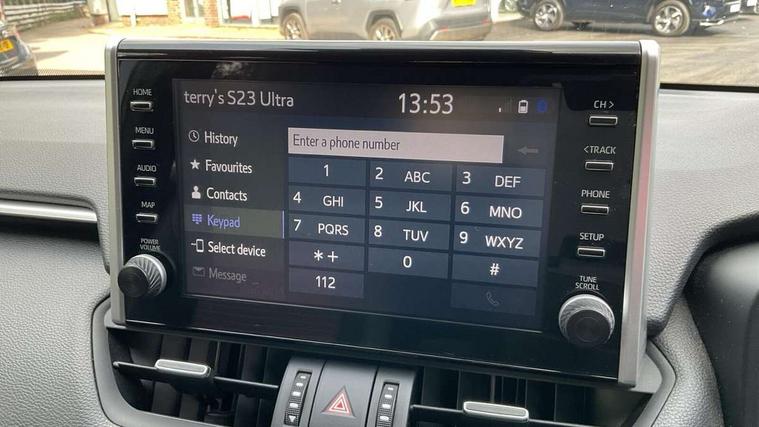 terry's S23 Ultra 13:53
HOME
MENU
AUDIO
MAP
POWER
VOLUME
History
Favourites
Contacts
Keypad
Select device
Message
Enter a phone number
1 2 ABC 3 DEF
4 GHI 5 JKL 6 MNO
7 PQRS 8 TUV 9 WXYZ
*+ 0 #
112
CH >
< TRACK
PHONE
SETUP
TUNE
SCROLL